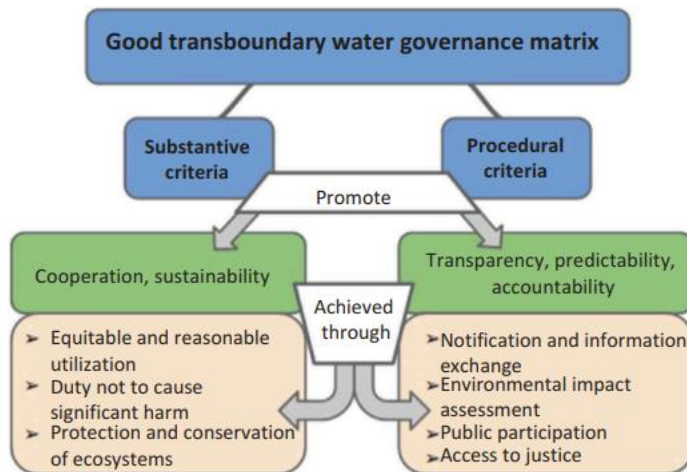 Good transboundary water governance matrix
Substantive
criteria
Procedural
criteria
Promote
Cooperation, sustainability
Transparency, predictability,
accountability
Achieved
through
➢ Equitable and reasonable
utilization
➢ Duty not to cause
significant harm
➢ Protection and conservation
of ecosystems
➢Notification and information
exchange
➢Environmental impact
assessment
➢Public participation
➢Access to justice